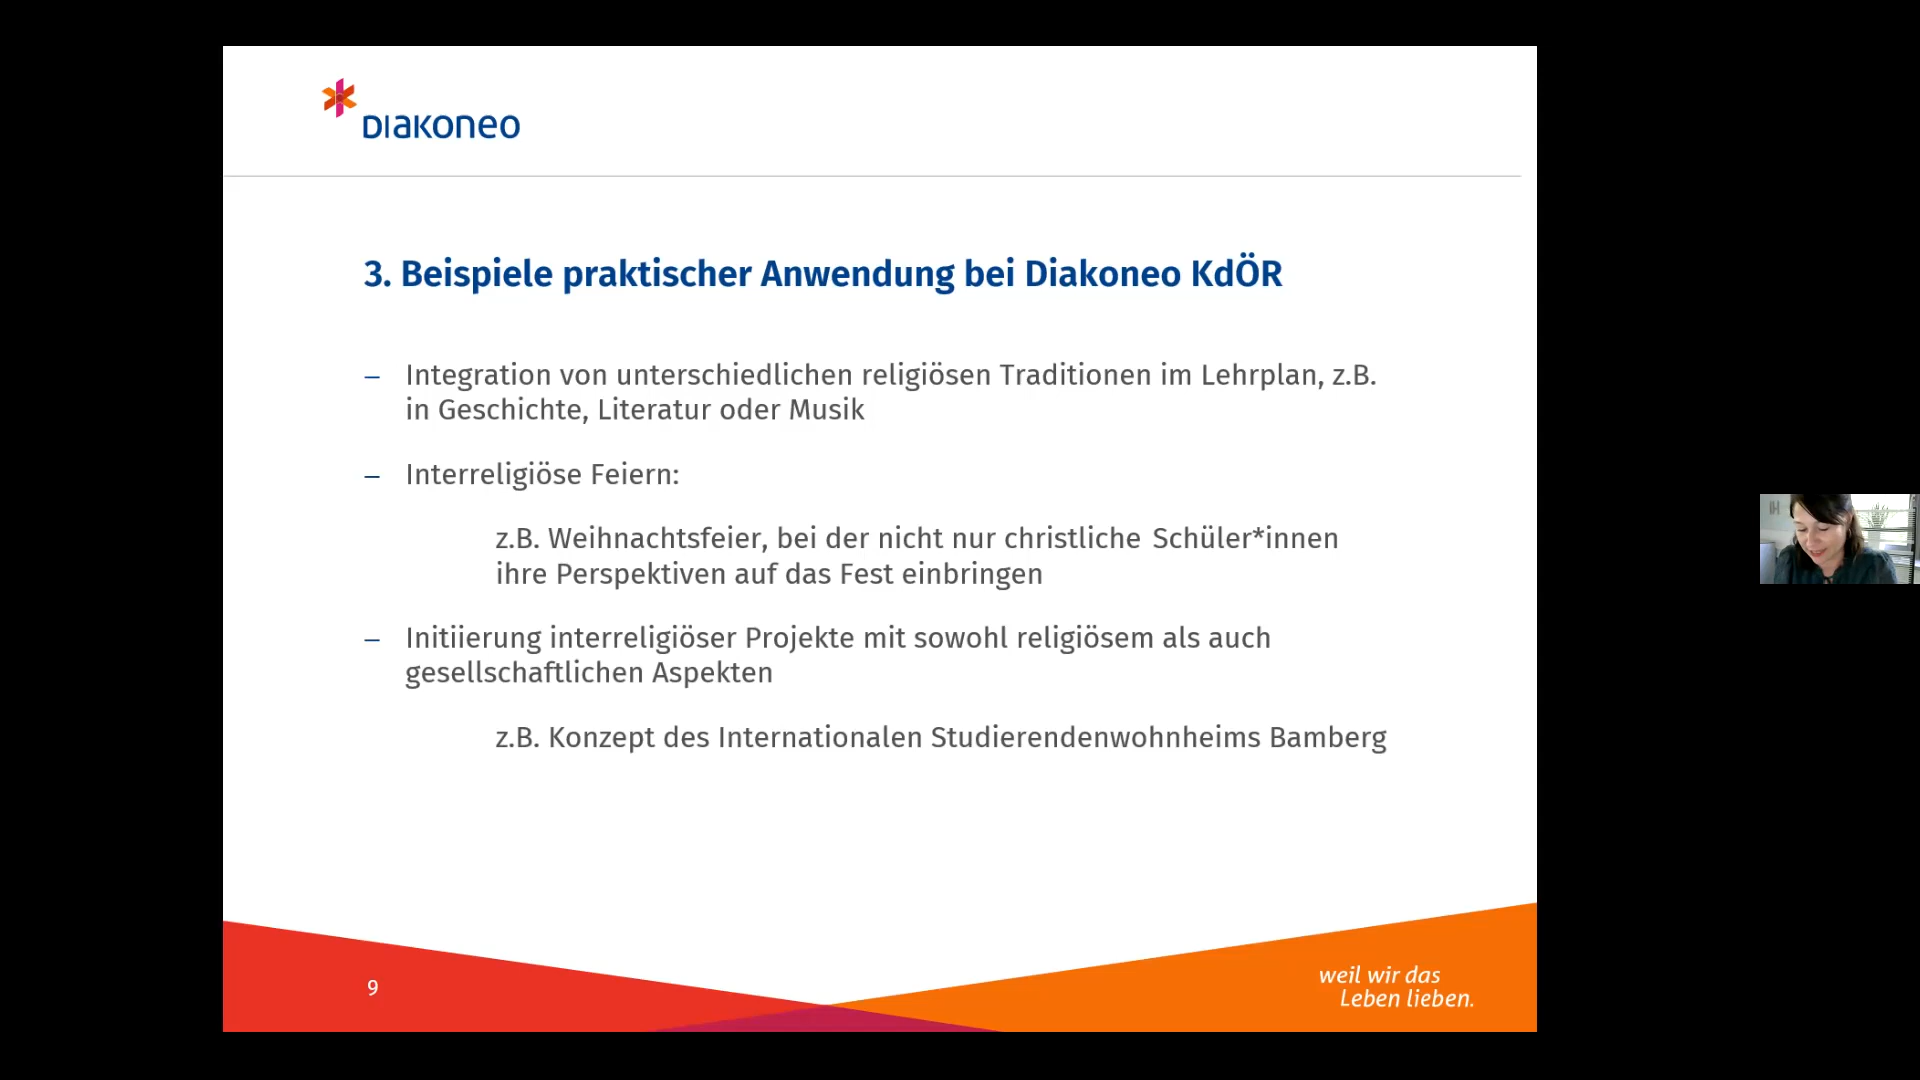 Diakoneo
3. Beispiele praktischer Anwendung bei Diakoneo KdÖR
– Integration von unterschiedlichen religiösen Traditionen im Lehrplan, z.B.
in Geschichte, Literatur oder Musik
– Interreligiöse Feiern:
z.B. Weihnachtsfeier, bei der nicht nur christliche Schüler*innen
ihre Perspektiven auf das Fest einbringen
– Initiierung interreligiöser Projekte mit sowohl religiösem als auch
gesellschaftlichen Aspekten
z.B. Konzept des Internationalen Studierendenwohnheims Bamberg
9
weil wir das
Leben lieben.